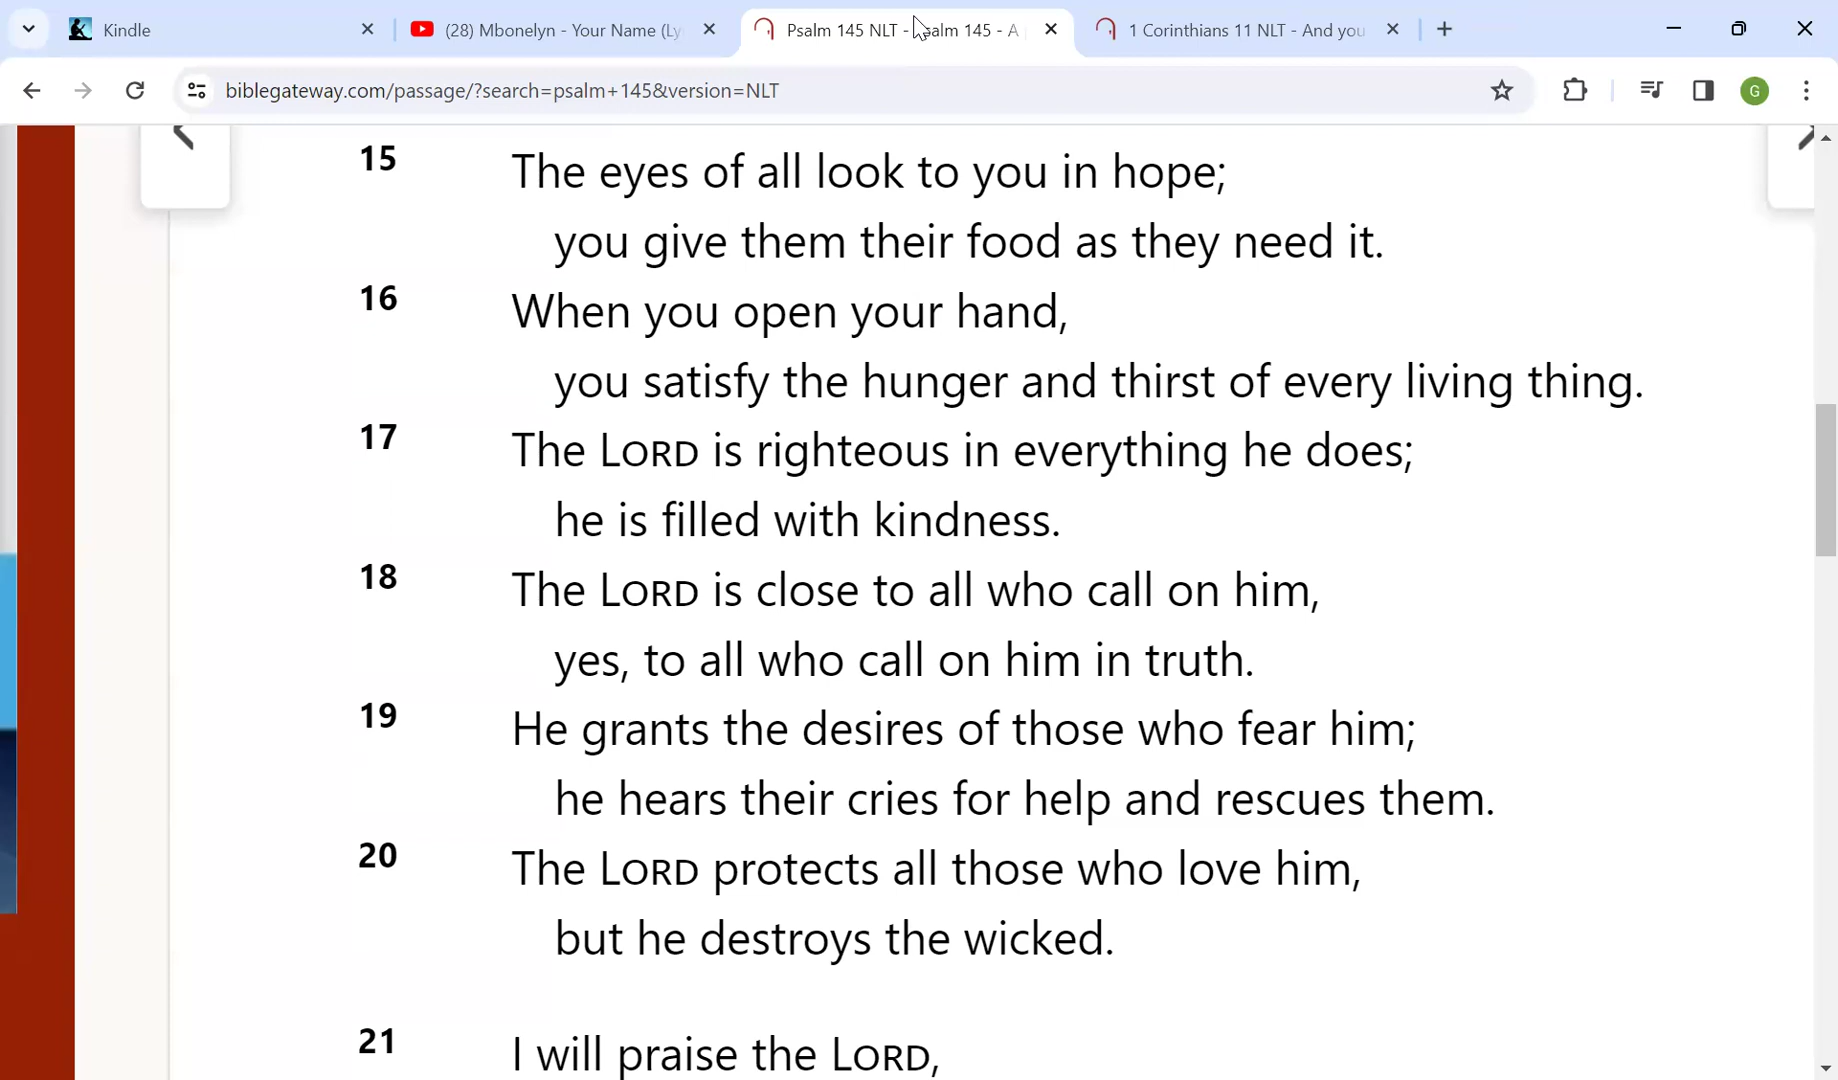 Kindle
(28) Mbonelyn - Your Name (Ly
Psalm 145 NLT - Psalm 145 - A
1 Corinthians 11 NLT - And you
biblegateway.com/passage/?search=psalm+145&version=NLT
G
15 The eyes of all look to you in hope;
you give them their food as they need it.
16 When you open your hand,
you satisfy the hunger and thirst of every living thing.
17 The LORD is righteous in everything he does;
he is filled with kindness.
18 The LORD is close to all who call on him,
yes, to all who call on him in truth.
19 He grants the desires of those who fear him;
he hears their cries for help and rescues them.
20 The LORD protects all those who love him,
but he destroys the wicked.
21 I will praise the LORD,